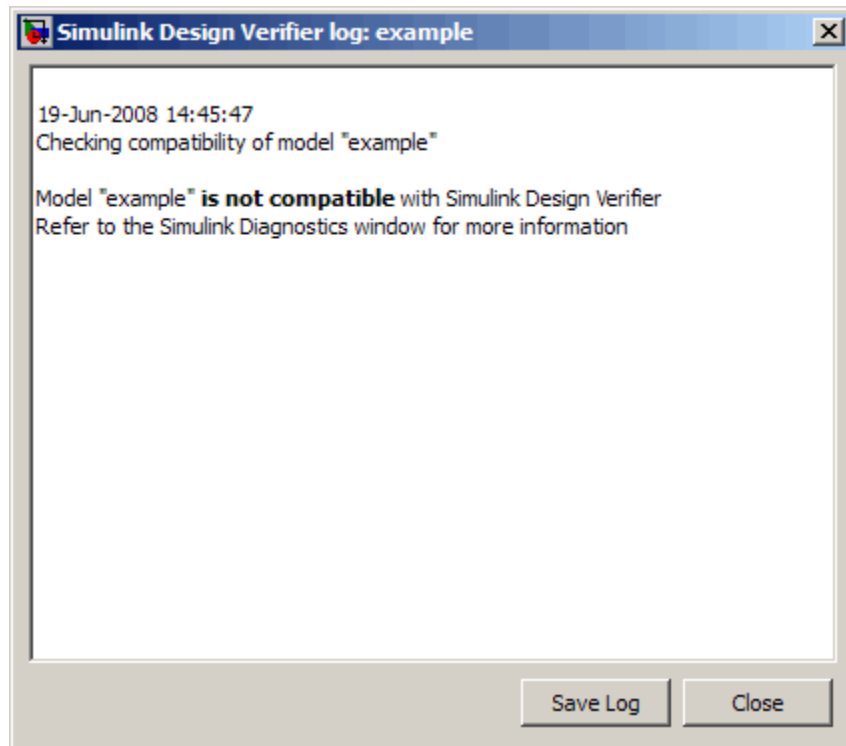 Simulink Design Verifier log: example
19-Jun-2008 14:45:47
Checking compatibility of model "example"
Model "example" is not compatible with Simulink Design Verifier
Refer to the Simulink Diagnostics window for more information
Save Log
Close